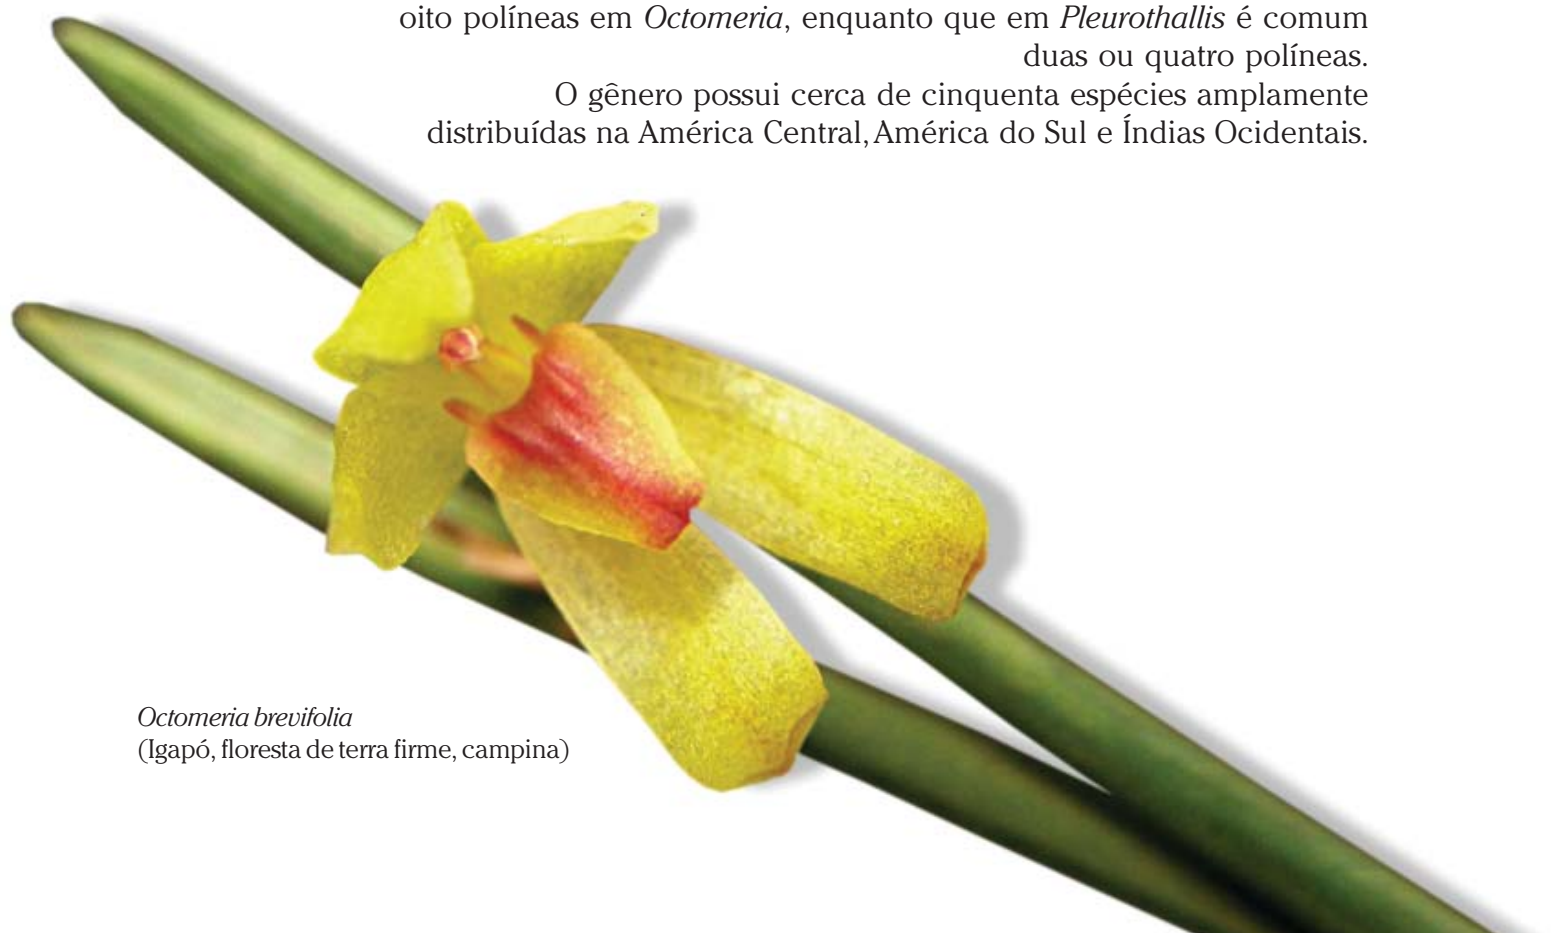 oito políneas em Octomeria, enquanto que em Pleurothallis é comum
duas ou quatro políneas.
O gênero possui cerca de cinquenta espécies amplamente
distribuídas na América Central, América do Sul e Índias Ocidentais.
Octomeria brevifolia
(Igapó, floresta de terra firme, campina)